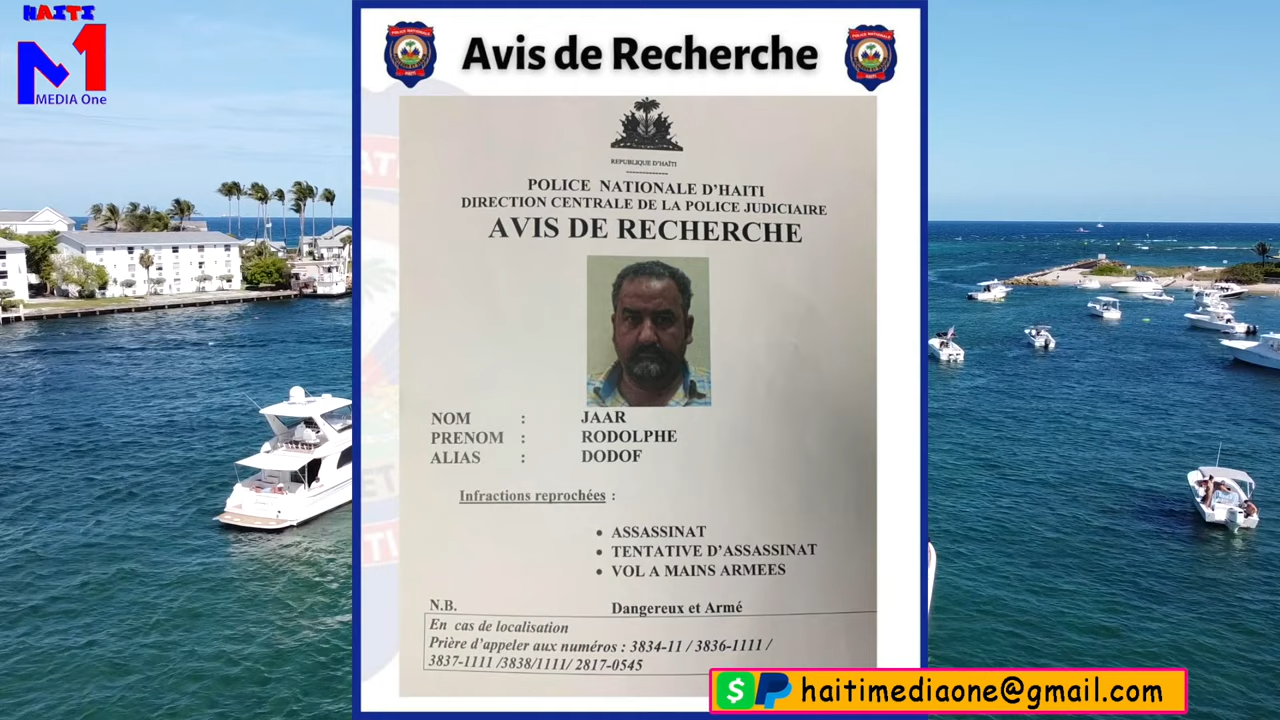 HAITI
M1
MEDIA One
Avis de Recherche
REPUBLIQUE D'HAÏTI
POLICE NATIONALE D'HAITI
DIRECTION CENTRALE DE LA POLICE JUDICIAIRE
AVIS DE RECHERCHE
NOM : JAAR
PRENOM : RODOLPHE
ALIAS : DODOF
Infractions reprochées :
• ASSASSINAT
• TENTATIVE D'ASSASSINAT
• VOL A MAINS ARMEES
N.B. Dangereux et Armé
En cas de localisation
Prière d'appeler aux numéros : 3834-11 / 3836-1111 /
3837-1111 /3838/1111/ 2817-0545
$ P haitimediaone@gmail.com